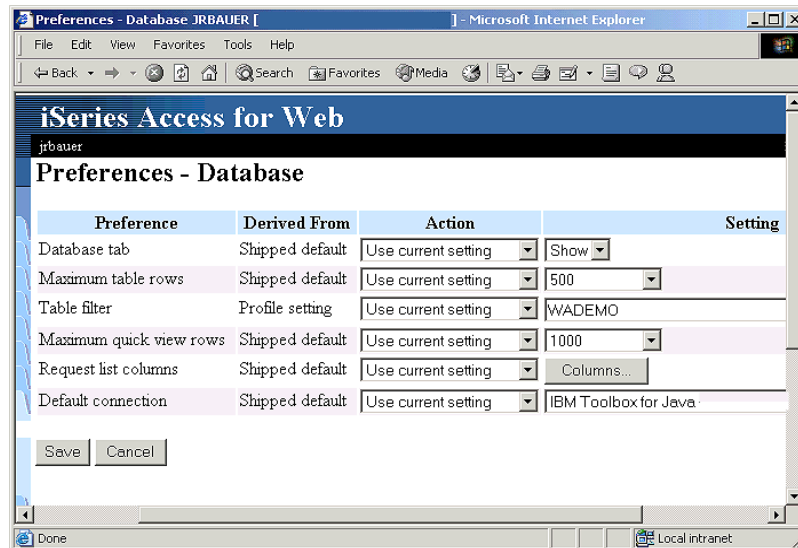 Preferences - Database JRBAUER [ ] - Microsoft Internet Explorer
File Edit View Favorites Tools Help
Back Search Favorites Media
iSeries Access for Web
jrbauer
Preferences - Database
Preference Derived From Action Setting
Database tab Shipped default Use current setting Show
Maximum table rows Shipped default Use current setting 500
Table filter Profile setting Use current setting WADEMO
Maximum quick view rows Shipped default Use current setting 1000
Request list columns Shipped default Use current setting Columns...
Default connection Shipped default Use current setting IBM Toolbox for Java
Save Cancel
Done Local intranet